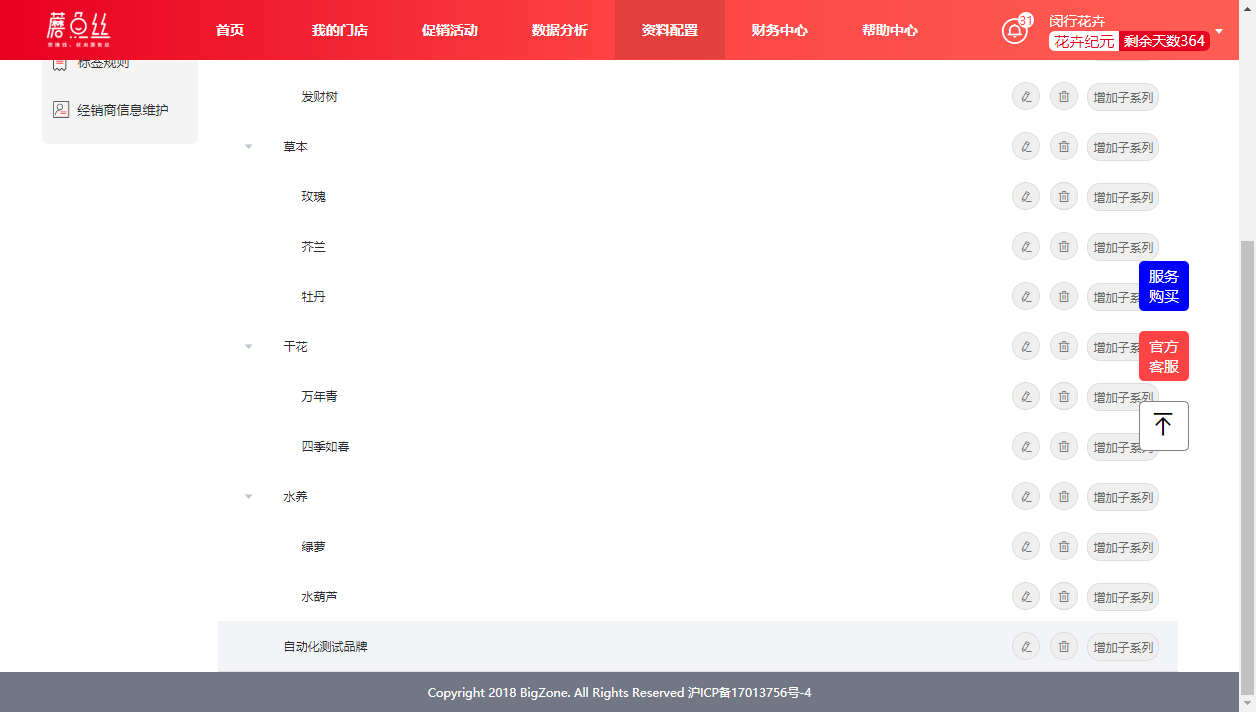 蘑点丝
首页 我的门店 促销活动 数据分析 资料配置 财务中心 帮助中心
31
闵行花卉
花卉纪元 剩余天数364
标签规则
经销商信息维护
发财树 增加子系列
草本 增加子系列
玫瑰 增加子系列
芥兰 增加子系列
服务
购买
牡丹 增加子系
干花 增加子系
官方
客服
万年青 增加子系列
四季如春 增加子系列
水养 增加子系列
绿萝 增加子系列
水葫芦 增加子系列
自动化测试品牌 增加子系列
Copyright 2018 BigZone. All Rights Reserved 沪ICP备17013756号-4